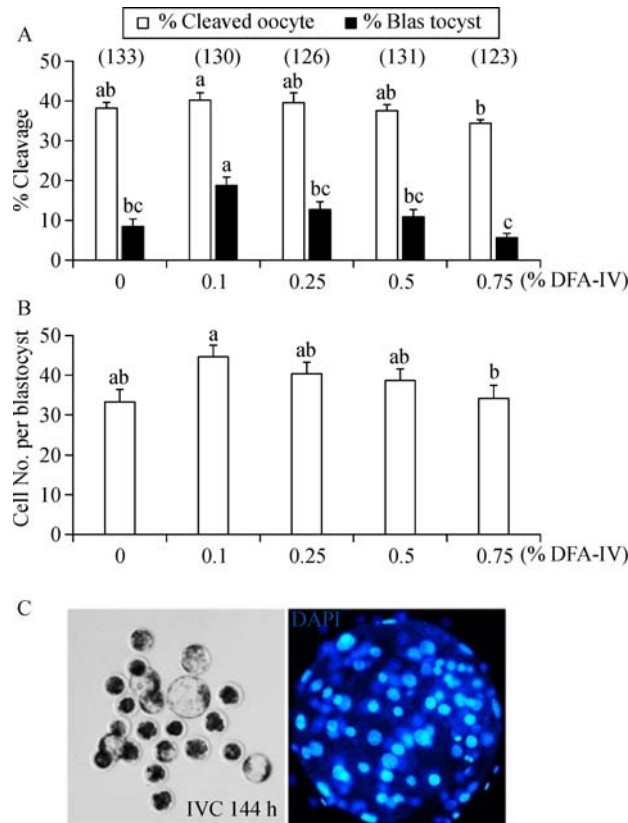 % Cleaved oocyte % Blas tocyst
A
(133) (130) (126) (131) (123)
% Cleavage
50
40
30
20
10
0
ab a ab ab b
bc a bc bc c
0 0.1 0.25 0.5 0.75 (% DFA-IV)
B
Cell No. per blastocyst
50
40
30
20
10
0
ab a ab ab b
0 0.1 0.25 0.5 0.75 (% DFA-IV)
C
IVC 144 h
DAPI